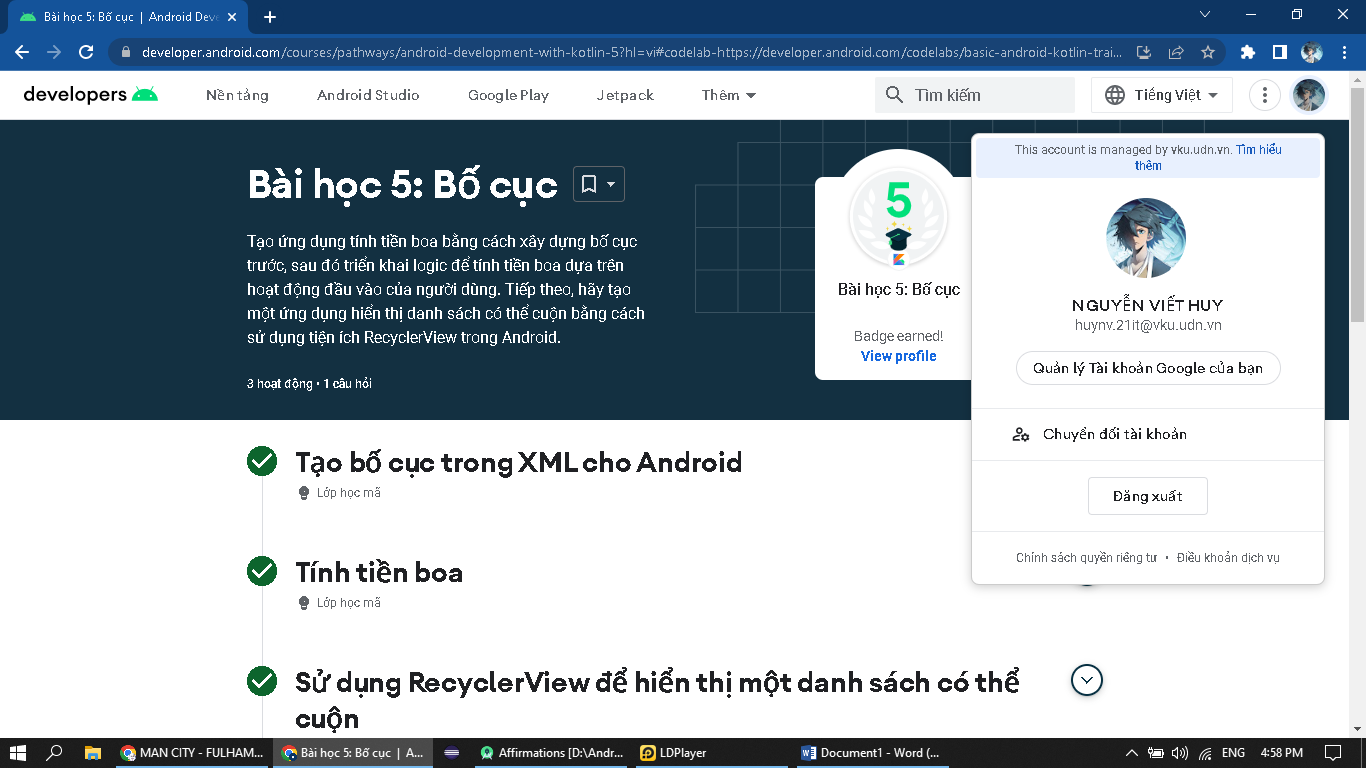 Bài học 5: Bố cục | Android Deve
developer.android.com/courses/pathways/android-development-with-kotlin-5?hl=vi#codelab-https://developer.android.com/codelabs/basic-android-kotlin-trai...
developers
Nền tảng
Android Studio
Google Play
Jetpack
Thêm
Tìm kiếm
Tiếng Việt
Bài học 5: Bố cục
Tạo ứng dụng tính tiền boa bằng cách xây dựng bố cục
trước, sau đó triển khai logic để tính tiền boa dựa trên
hoạt động đầu vào của người dùng. Tiếp theo, hãy tạo
một ứng dụng hiển thị danh sách có thể cuộn bằng cách
sử dụng tiện ích RecyclerView trong Android.
3 hoạt động • 1 câu hỏi
5
Bài học 5: Bố cục
Badge earned!
View profile
This account is managed by vku.udn.vn. Tìm hiểu
thêm
NGUYỄN VIẾT HUY
huynv.21it@vku.udn.vn
Quản lý Tài khoản Google của bạn
Chuyển đổi tài khoản
Đăng xuất
Chính sách quyền riêng tư • Điều khoản dịch vụ
Tạo bố cục trong XML cho Android
Lớp học mã
Tính tiền boa
Lớp học mã
Sử dụng RecyclerView để hiển thị một danh sách có thể
cuộn
MAN CITY - FULHAM...
Bài học 5: Bố cục | A...
Affirmations [D:\Andr...
LDPlayer
Document1 - Word (...
ENG
4:58 PM